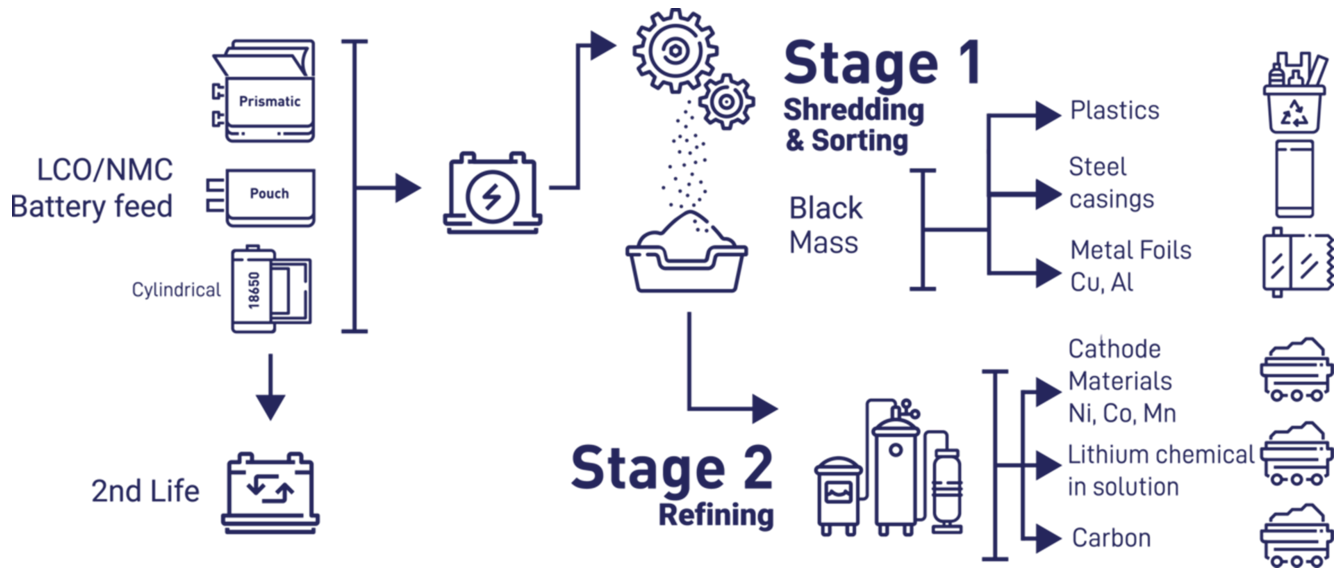 LCO/NMC
Battery feed
Prismatic
Pouch
Cylindrical
18650
2nd Life
Stage 1
Shredding
& Sorting
Black
Mass
Plastics
Steel
casings
Metal Foils
Cu, Al
Stage 2
Refining
Cathode
Materials
Ni, Co, Mn
Lithium chemical
in solution
Carbon